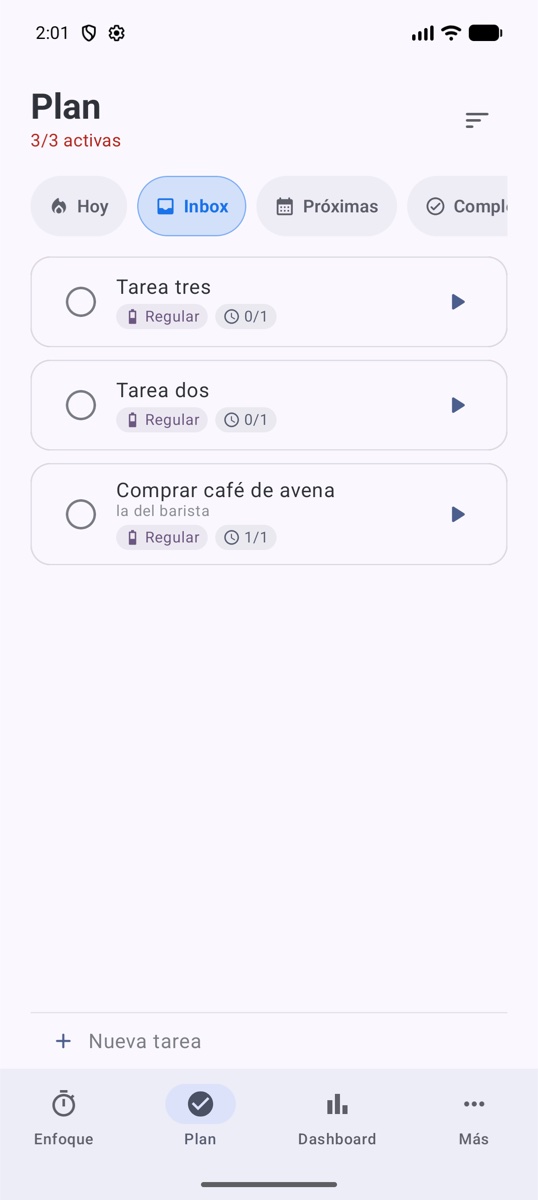 2:01
Plan
3/3 activas
Hoy
Inbox
Próximas
Compl
Tarea tres
Regular
0/1
Tarea dos
Regular
0/1
Comprar café de avena
la del barista
Regular
1/1
+ Nueva tarea
Enfoque
Plan
Dashboard
Más